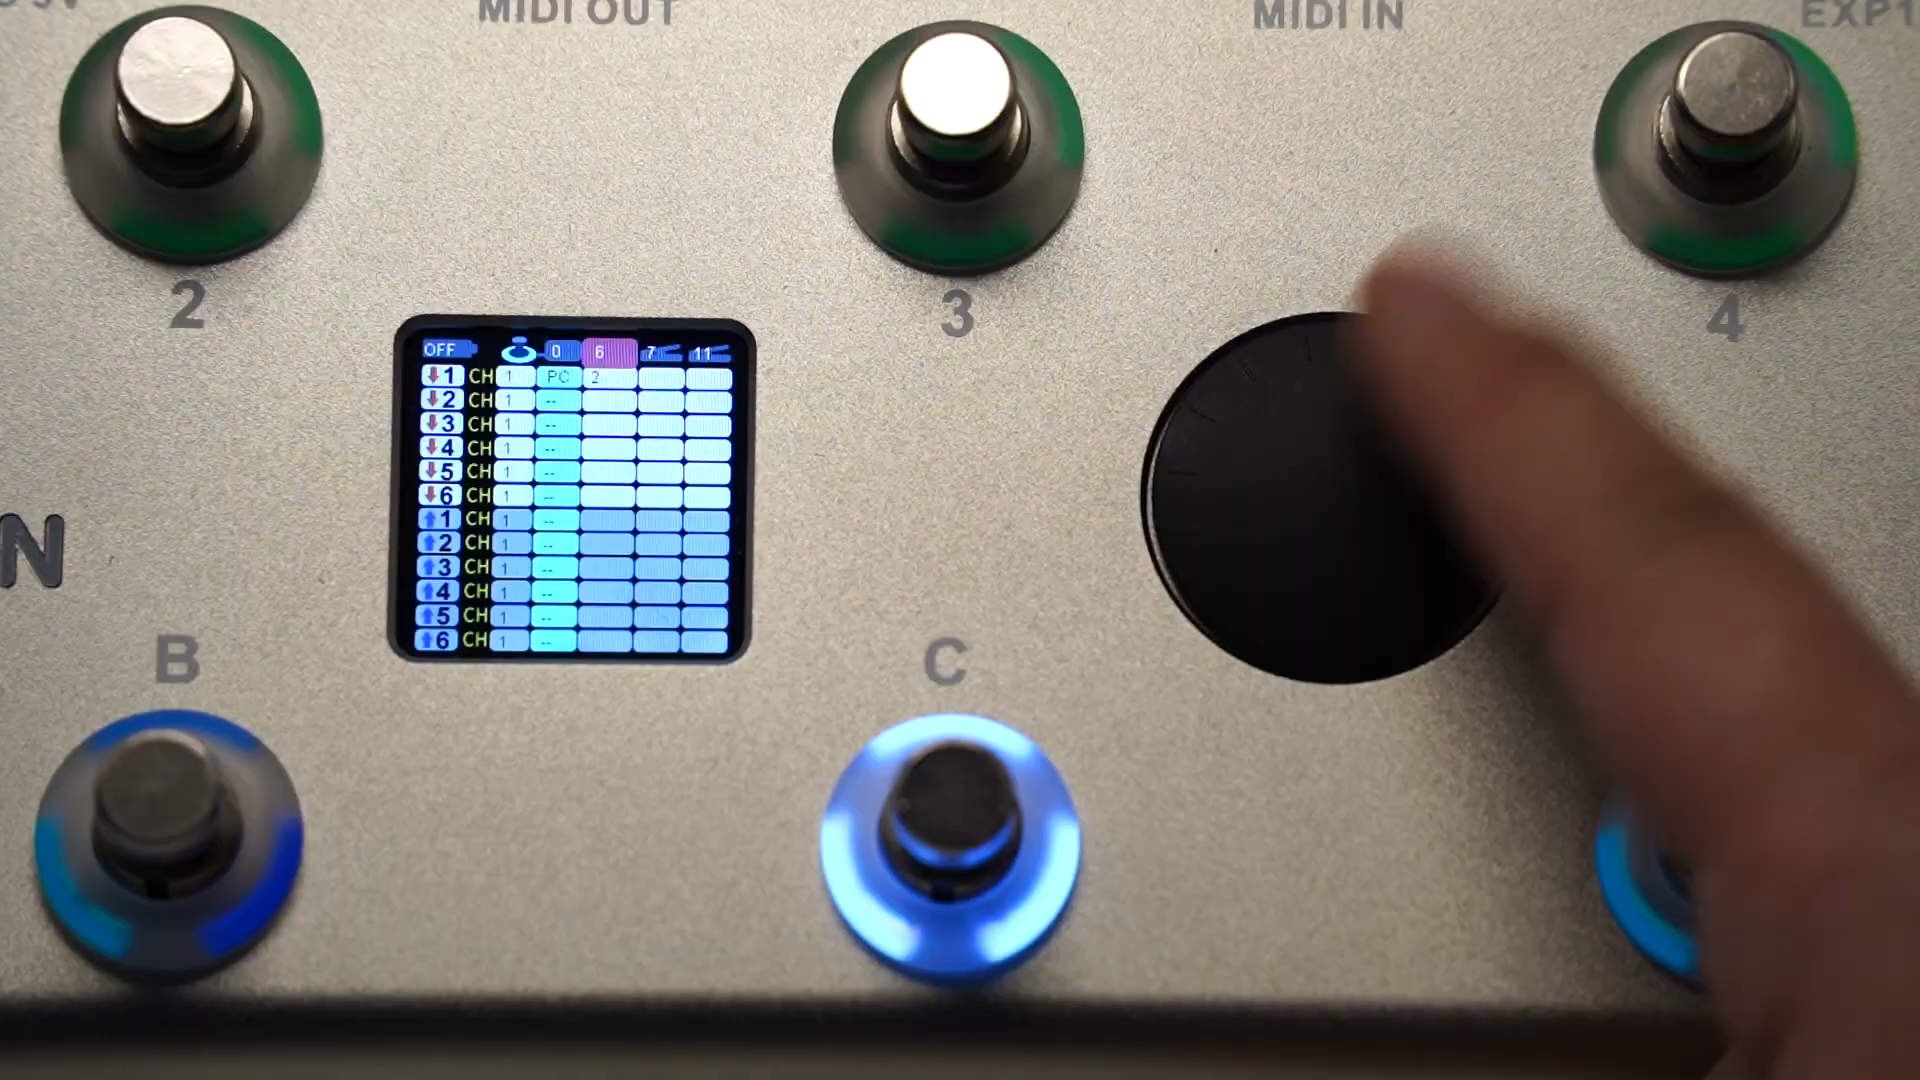 MIDI OUT
MIDI IN
EXP1
2
3
4
OFF 0 6 7 11
1 CH 1 PC 2
2 CH 1 --
3 CH 1 --
4 CH 1 --
5 CH 1 --
6 CH 1 --
1 CH 1 --
2 CH 1 --
3 CH 1 --
4 CH 1 --
5 CH 1 --
6 CH 1 --
N
B
C